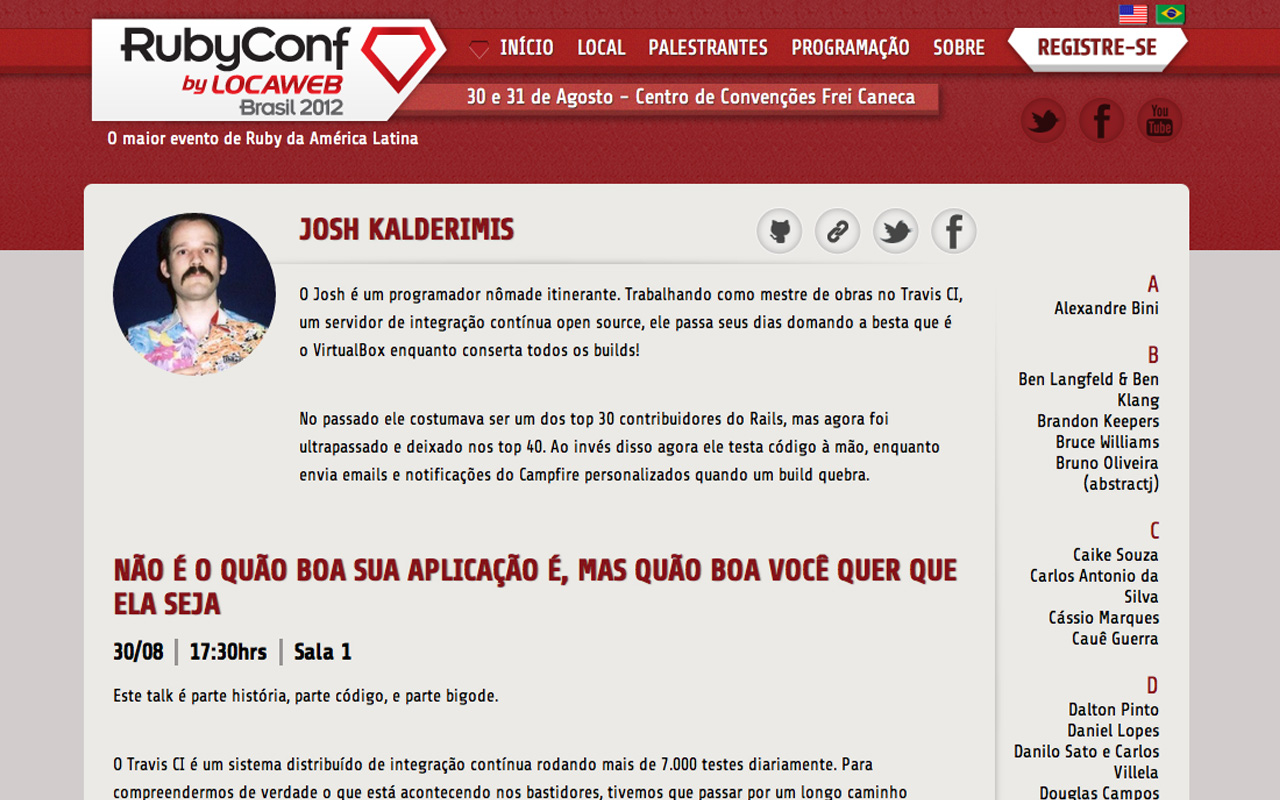 RubyConf
by LOCAWEB
Brasil 2012
INÍCIO LOCAL PALESTRANTES PROGRAMAÇÃO SOBRE
REGISTRE-SE
30 e 31 de Agosto - Centro de Convenções Frei Caneca
You
Tube
O maior evento de Ruby da América Latina
JOSH KALDERIMIS
O Josh é um programador nômade itinerante. Trabalhando como mestre de obras no Travis CI,
um servidor de integração contínua open source, ele passa seus dias domando a besta que é
o VirtualBox enquanto conserta todos os builds!
No passado ele costumava ser um dos top 30 contribuidores do Rails, mas agora foi
ultrapassado e deixado nos top 40. Ao invés disso agora ele testa código à mão, enquanto
envia emails e notificações do Campfire personalizados quando um build quebra.
NÃO É O QUÃO BOA SUA APLICAÇÃO É, MAS QUÃO BOA VOCÊ QUER QUE
ELA SEJA
30/08 | 17:30hrs | Sala 1
Este talk é parte história, parte código, e parte bigode.
O Travis CI é um sistema distribuído de integração contínua rodando mais de 7.000 testes diariamente. Para
compreendermos de verdade o que está acontecendo nos bastidores, tivemos que passar por um longo caminho
A
Alexandre Bini
B
Ben Langfeld & Ben
Klang
Brandon Keepers
Bruce Williams
Bruno Oliveira
(abstractj)
C
Caike Souza
Carlos Antonio da
Silva
Cássio Marques
Cauê Guerra
D
Dalton Pinto
Daniel Lopes
Danilo Sato e Carlos
Villela
Douglas Campos